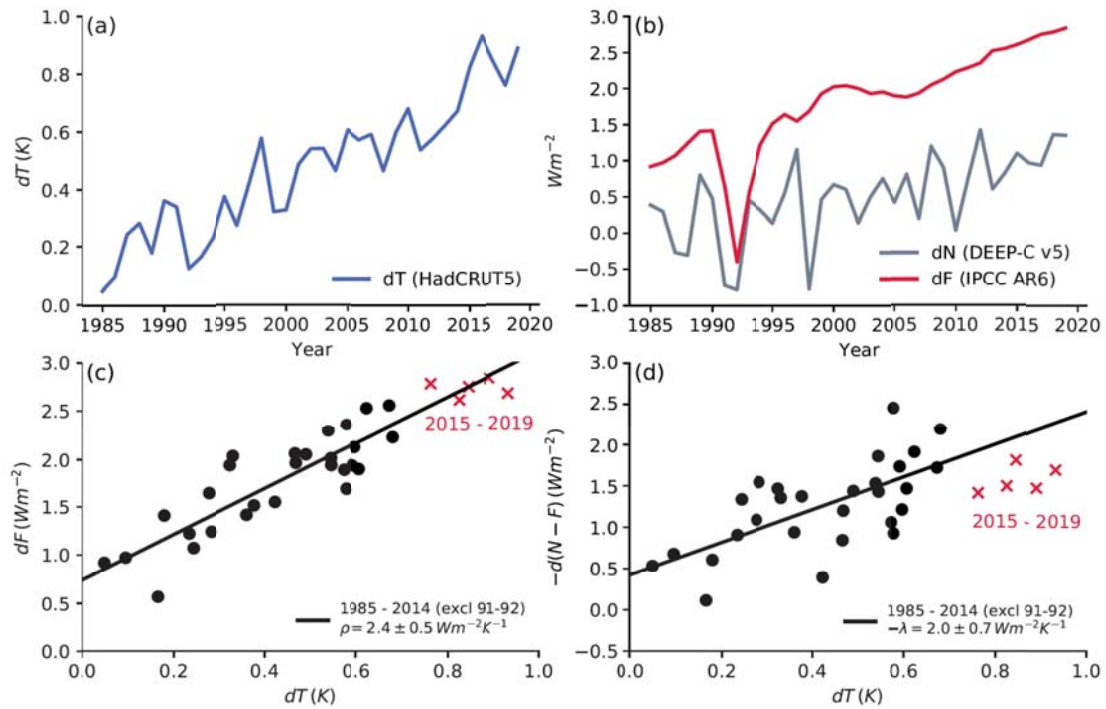 (a)
dT (K)
1.0
0.8
0.6
0.4
0.2
0.0
dT (HadCRUT5)
1985 1990 1995 2000 2005 2010 2015 2020
Year
(b)
Wm⁻²
3.0
2.5
2.0
1.5
1.0
0.5
0.0
−0.5
−1.0
dN (DEEP-C v5)
dF (IPCC AR6)
1985 1990 1995 2000 2005 2010 2015 2020
Year
(c)
dF (Wm⁻²)
3.0
2.5
2.0
1.5
1.0
0.5
0.0
2015 - 2019
1985 - 2014 (excl 91-92)
ρ = 2.4 ± 0.5 Wm⁻²K⁻¹
0.0 0.2 0.4 0.6 0.8 1.0
dT (K)
(d)
−d(N − F) (Wm⁻²)
3.0
2.5
2.0
1.5
1.0
0.5
0.0
−0.5
2015 - 2019
1985 - 2014 (excl 91-92)
−λ = 2.0 ± 0.7 Wm⁻²K⁻¹
0.0 0.2 0.4 0.6 0.8 1.0
dT (K)